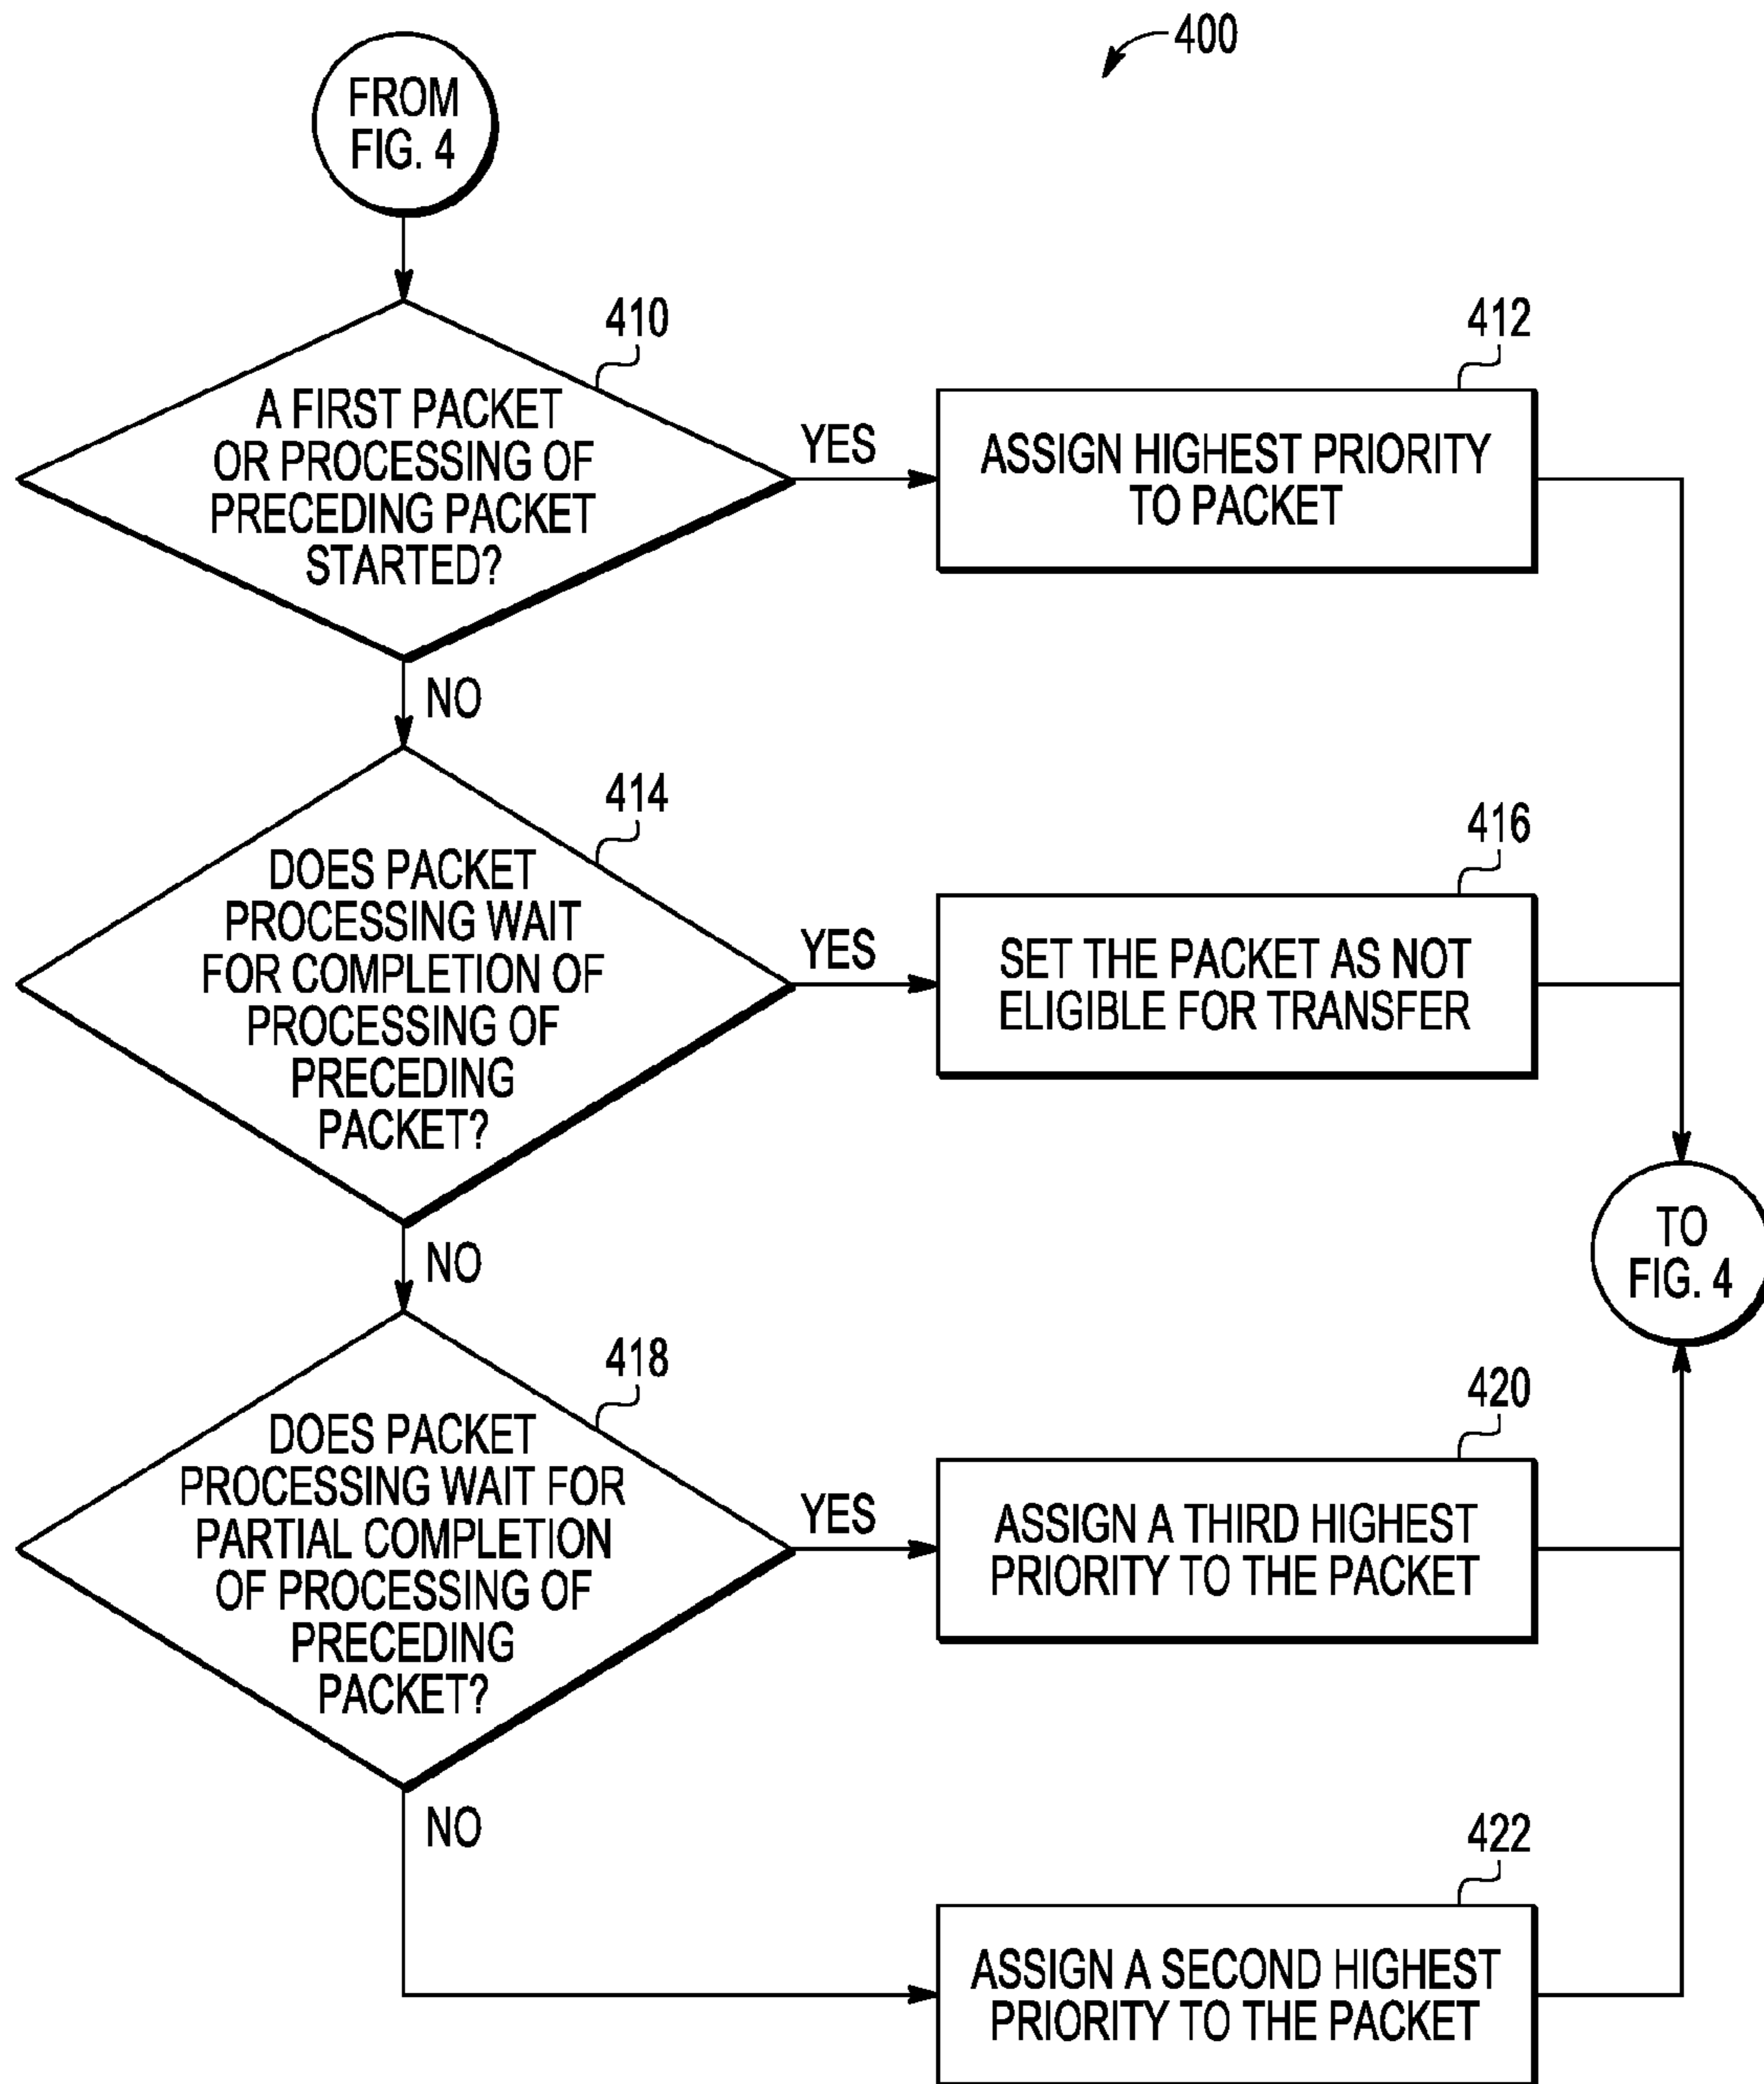 400
FROM
FIG. 4
410
A FIRST PACKET
OR PROCESSING OF
PRECEDING PACKET
STARTED?
YES
412
ASSIGN HIGHEST PRIORITY
TO PACKET
NO
414
DOES PACKET
PROCESSING WAIT
FOR COMPLETION OF
PROCESSING OF
PRECEDING
PACKET?
YES
416
SET THE PACKET AS NOT
ELIGIBLE FOR TRANSFER
TO
FIG. 4
NO
418
DOES PACKET
PROCESSING WAIT FOR
PARTIAL COMPLETION
OF PROCESSING OF
PRECEDING
PACKET?
YES
420
ASSIGN A THIRD HIGHEST
PRIORITY TO THE PACKET
NO
422
ASSIGN A SECOND HIGHEST
PRIORITY TO THE PACKET